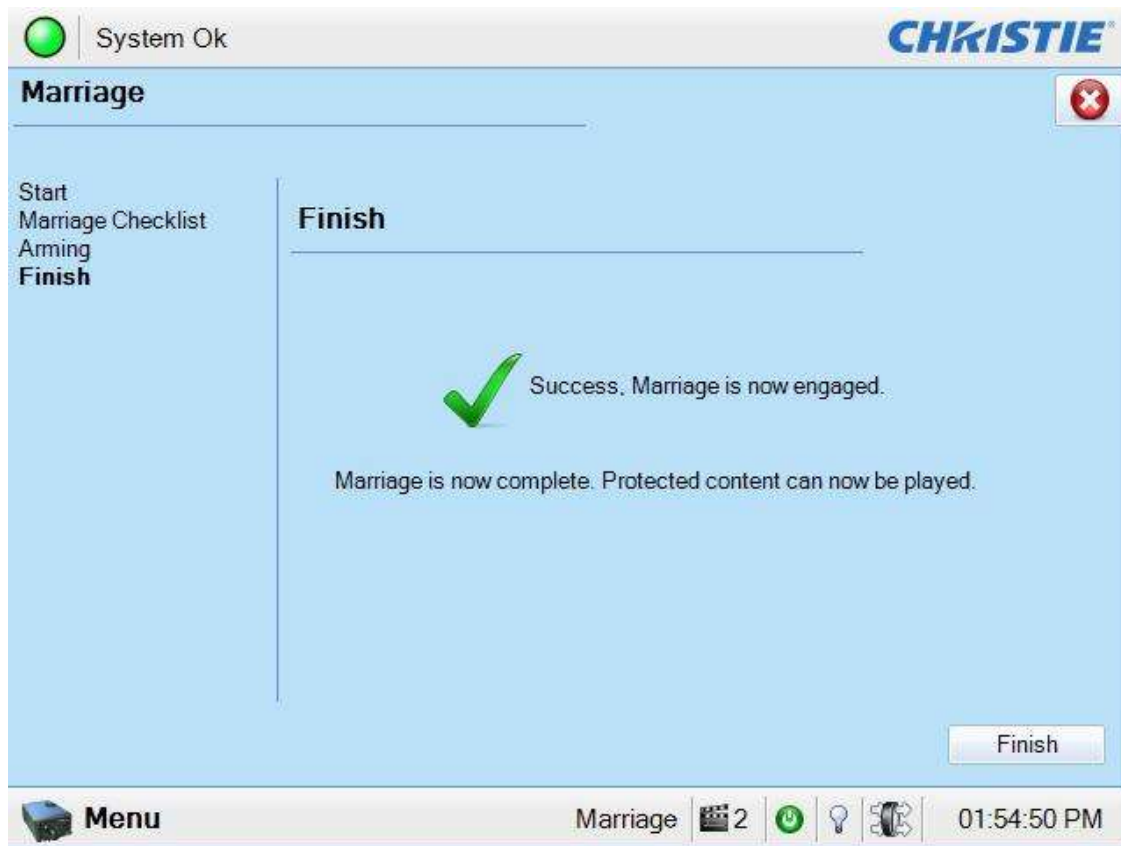 System Ok
CHRISTIE
Marriage
Start
Marriage Checklist
Arming
Finish
Finish
Success, Marriage is now engaged.
Marriage is now complete. Protected content can now be played.
Finish
Menu
Marriage
2
01:54:50 PM